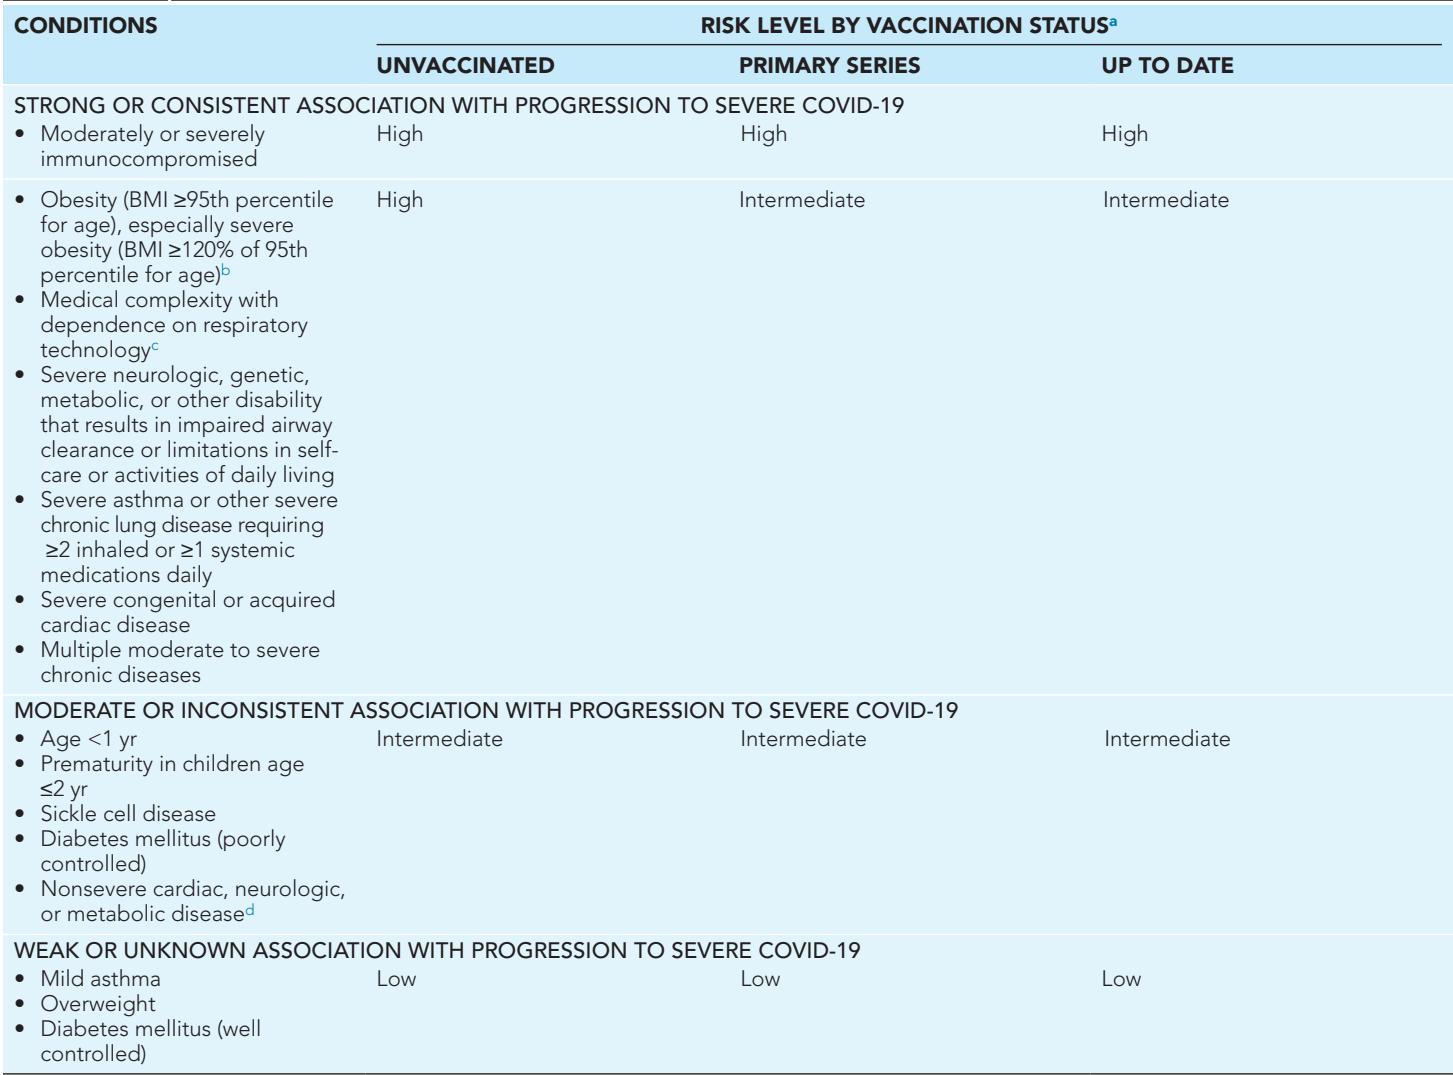 CONDITIONS
RISK LEVEL BY VACCINATION STATUSa
UNVACCINATED PRIMARY SERIES UP TO DATE
STRONG OR CONSISTENT ASSOCIATION WITH PROGRESSION TO SEVERE COVID-19
• Moderately or severely High High High
immunocompromised
• Obesity (BMI ≥95th percentile High Intermediate Intermediate
for age), especially severe
obesity (BMI ≥120% of 95th
percentile for age)b
• Medical complexity with
dependence on respiratory
technologyc
• Severe neurologic, genetic,
metabolic, or other disability
that results in impaired airway
clearance or limitations in self-
care or activities of daily living
• Severe asthma or other severe
chronic lung disease requiring
≥2 inhaled or ≥1 systemic
medications daily
• Severe congenital or acquired
cardiac disease
• Multiple moderate to severe
chronic diseases
MODERATE OR INCONSISTENT ASSOCIATION WITH PROGRESSION TO SEVERE COVID-19
• Age <1 yr Intermediate Intermediate Intermediate
• Prematurity in children age
≤2 yr
• Sickle cell disease
• Diabetes mellitus (poorly
controlled)
• Nonsevere cardiac, neurologic,
or metabolic diseased
WEAK OR UNKNOWN ASSOCIATION WITH PROGRESSION TO SEVERE COVID-19
• Mild asthma Low Low Low
• Overweight
• Diabetes mellitus (well
controlled)